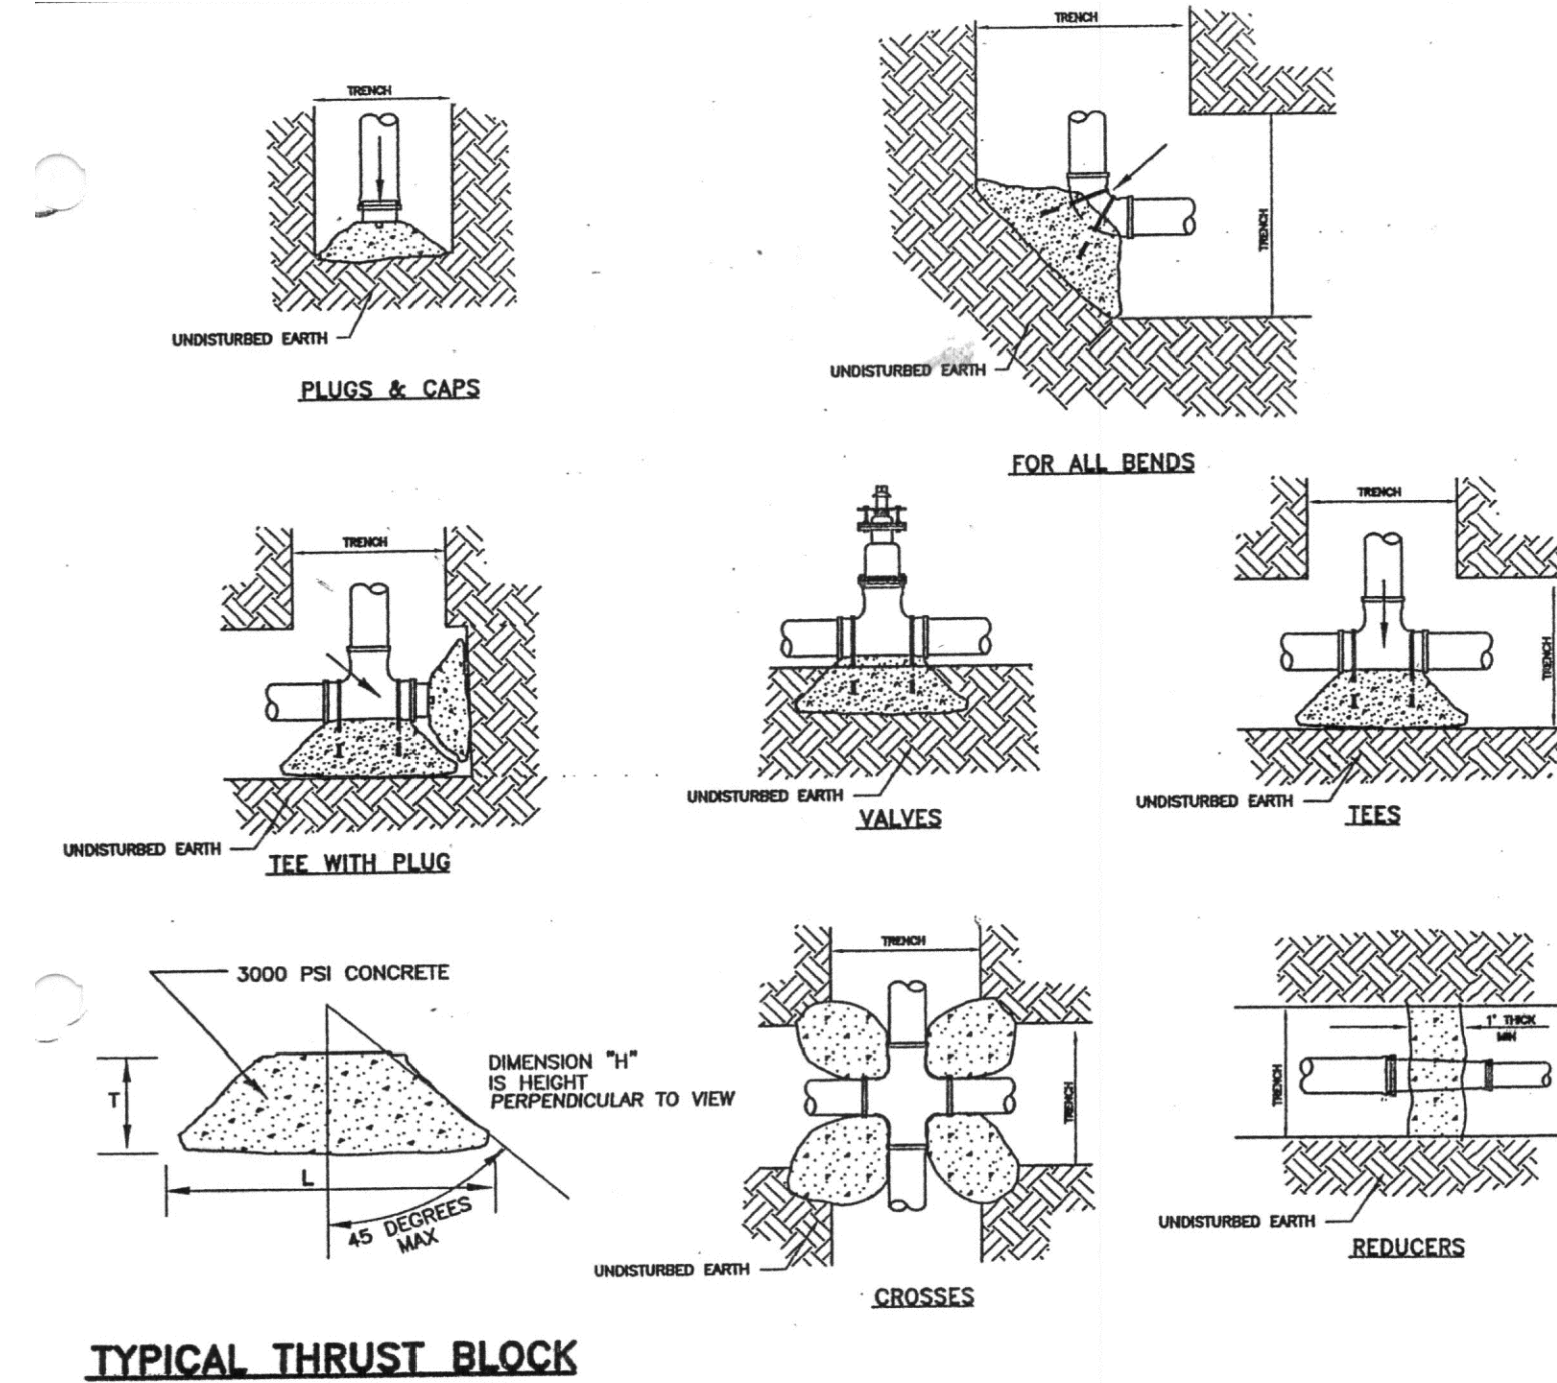 TRENCH
UNDISTURBED EARTH
PLUGS & CAPS
TRENCH
TRENCH
UNDISTURBED EARTH
FOR ALL BENDS
TRENCH
UNDISTURBED EARTH
TEE WITH PLUG
UNDISTURBED EARTH
VALVES
TRENCH
TRENCH
UNDISTURBED EARTH
TEES
3000 PSI CONCRETE
T
L
DIMENSION "H"
IS HEIGHT
PERPENDICULAR TO VIEW
45 DEGREES
MAX
TRENCH
TRENCH
UNDISTURBED EARTH
CROSSES
TRENCH
1' THICK
MIN
UNDISTURBED EARTH
REDUCERS
TYPICAL THRUST BLOCK